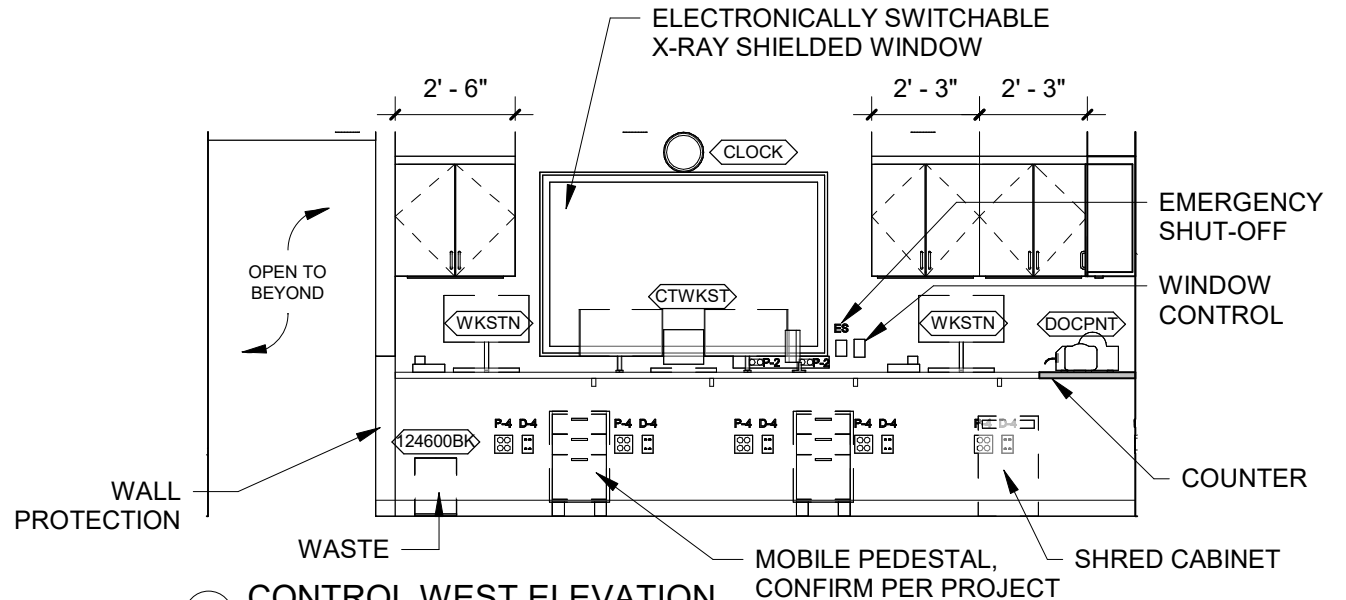 ELECTRONICALLY SWITCHABLE
X-RAY SHIELDED WINDOW
2' - 6"
2' - 3"
2' - 3"
CLOCK
EMERGENCY
SHUT-OFF
OPEN TO
BEYOND
WINDOW
CONTROL
CTWKST
WKSTN
ES
WKSTN
DOCPNT
P-2
P-2
P-4 D-4
P-4 D-4
P-4 D-4
P-4 D-4
P-4 D-4
124600BK
COUNTER
WALL
PROTECTION
WASTE
MOBILE PEDESTAL,
CONFIRM PER PROJECT
SHRED CABINET
CONTROL WEST ELEVATION